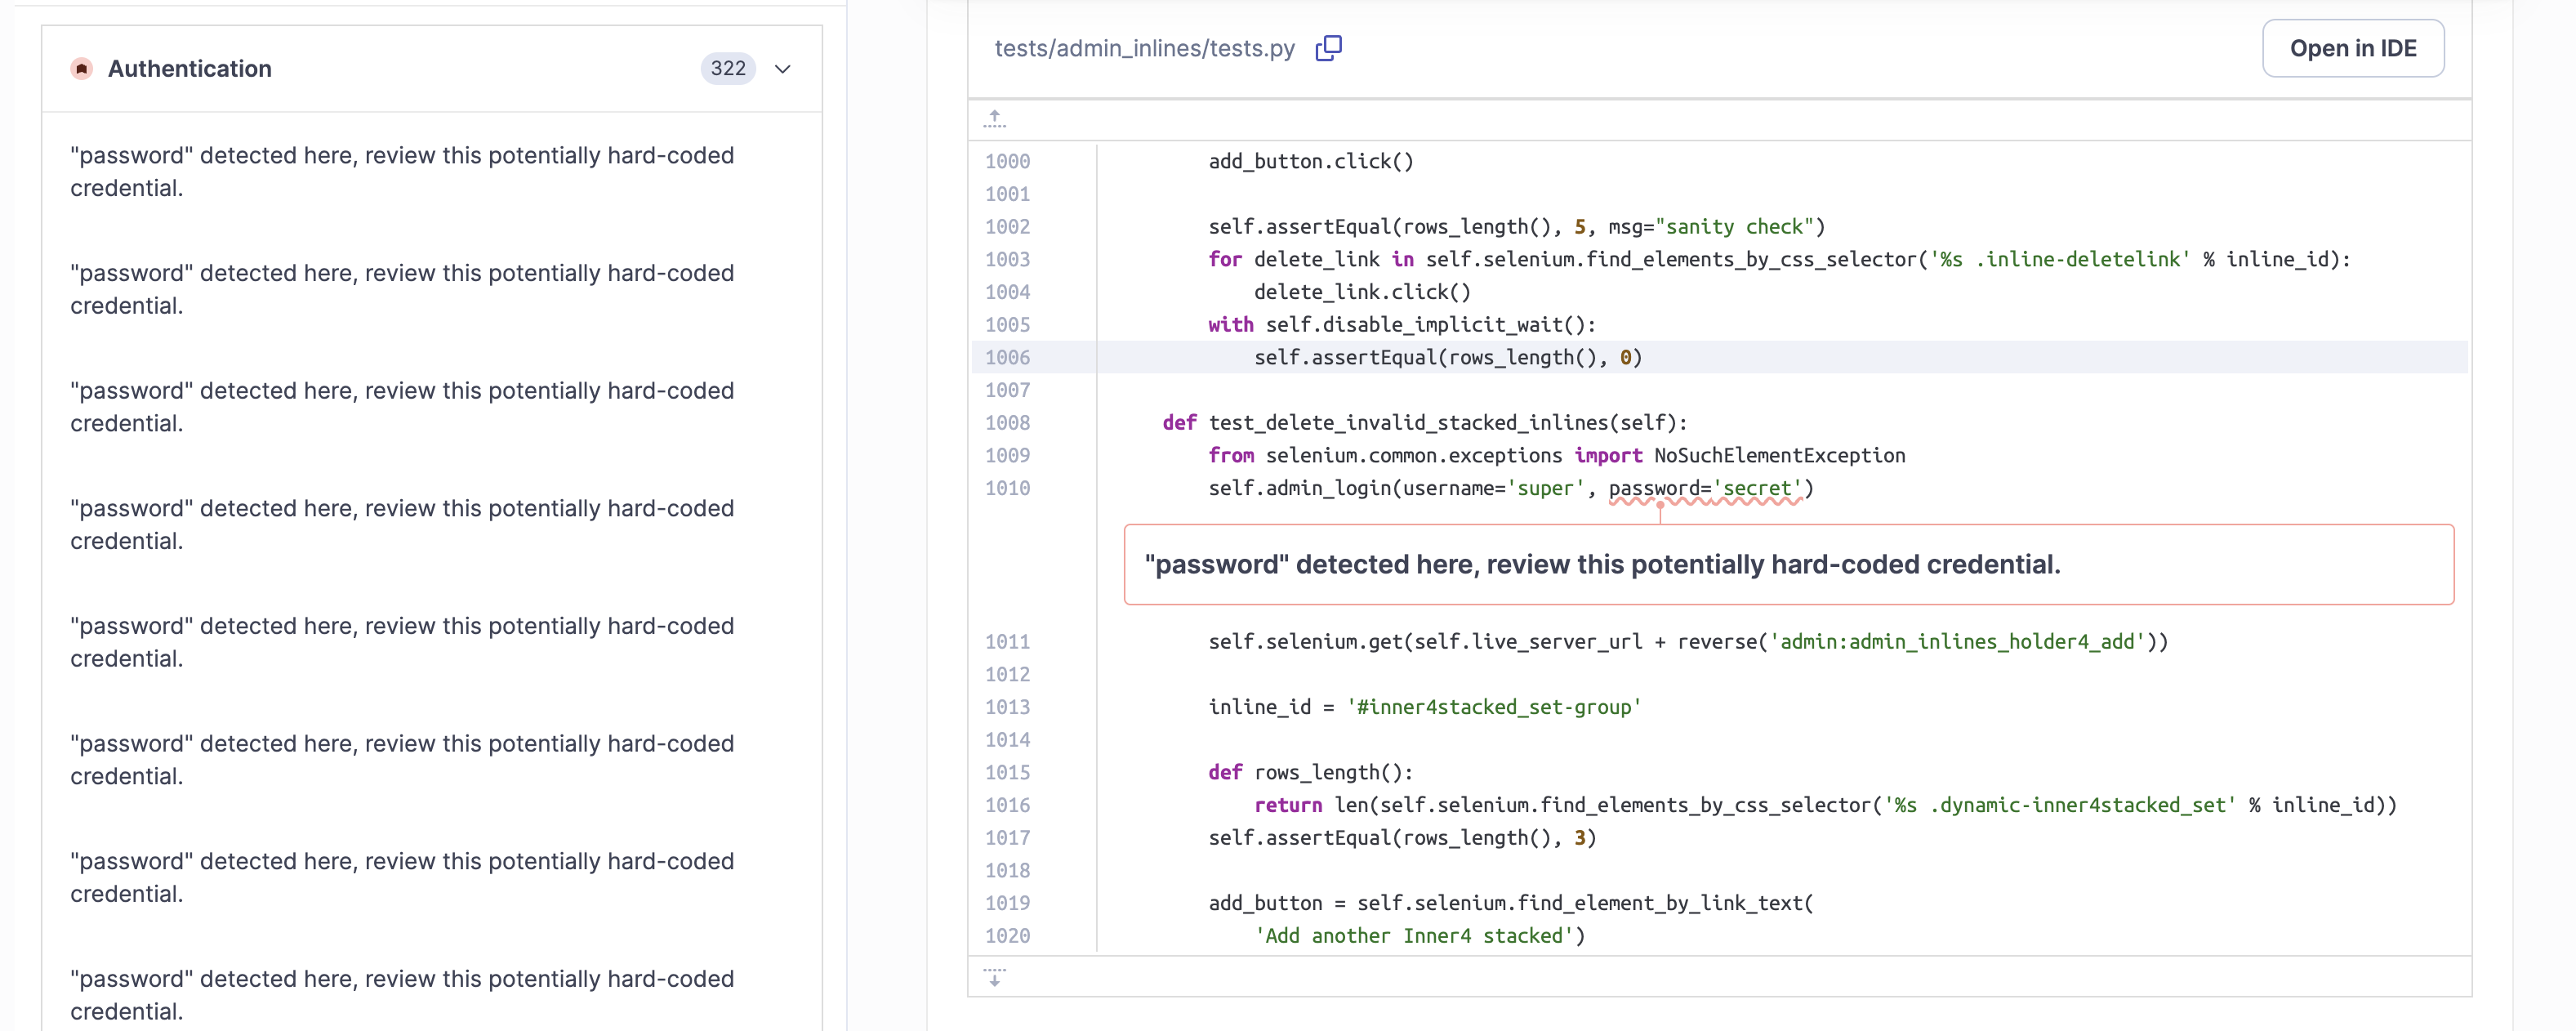 Authentication
322
"password" detected here, review this potentially hard-coded
credential.
"password" detected here, review this potentially hard-coded
credential.
"password" detected here, review this potentially hard-coded
credential.
"password" detected here, review this potentially hard-coded
credential.
"password" detected here, review this potentially hard-coded
credential.
"password" detected here, review this potentially hard-coded
credential.
"password" detected here, review this potentially hard-coded
credential.
"password" detected here, review this potentially hard-coded
credential.
tests/admin_inlines/tests.py
Open in IDE
1000 add_button.click()
1001
1002 self.assertEqual(rows_length(), 5, msg="sanity check")
1003 for delete_link in self.selenium.find_elements_by_css_selector('%s .inline-deletelink' % inline_id):
1004 delete_link.click()
1005 with self.disable_implicit_wait():
1006 self.assertEqual(rows_length(), 0)
1007
1008 def test_delete_invalid_stacked_inlines(self):
1009 from selenium.common.exceptions import NoSuchElementException
1010 self.admin_login(username='super', password='secret')
"password" detected here, review this potentially hard-coded credential.
1011 self.selenium.get(self.live_server_url + reverse('admin:admin_inlines_holder4_add'))
1012
1013 inline_id = '#inner4stacked_set-group'
1014
1015 def rows_length():
1016 return len(self.selenium.find_elements_by_css_selector('%s .dynamic-inner4stacked_set' % inline_id))
1017 self.assertEqual(rows_length(), 3)
1018
1019 add_button = self.selenium.find_element_by_link_text(
1020 'Add another Inner4 stacked')